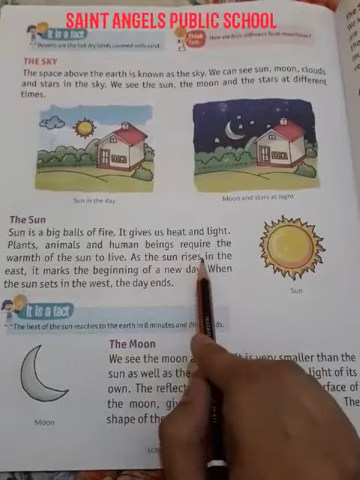 SAINT ANGELS PUBLIC SCHOOL
It is a fact
Deserts are the hot dry lands covered with sand.
Think
How are hills different from mountains?
THE SKY
The space above the earth is known as the sky. We can see sun, moon, clouds
and stars in the sky. We see the sun, the moon and the stars at different
times.
Sun in the day
Moon and stars at night
The Sun
Sun is a big balls of fire. It gives us heat and light.
Plants, animals and human beings require the
warmth of the sun to live. As the sun rises in the
east, it marks the beginning of a new day. When
the sun sets in the west, the day ends.
Sun
It is a fact
The heat of the sun reaches to the earth in 8 minutes and 20
The Moon
We see the moon It is very smaller than the
sun as well as the light of its
own. The reflect face of
the moon, giv The
shape of the
Moon